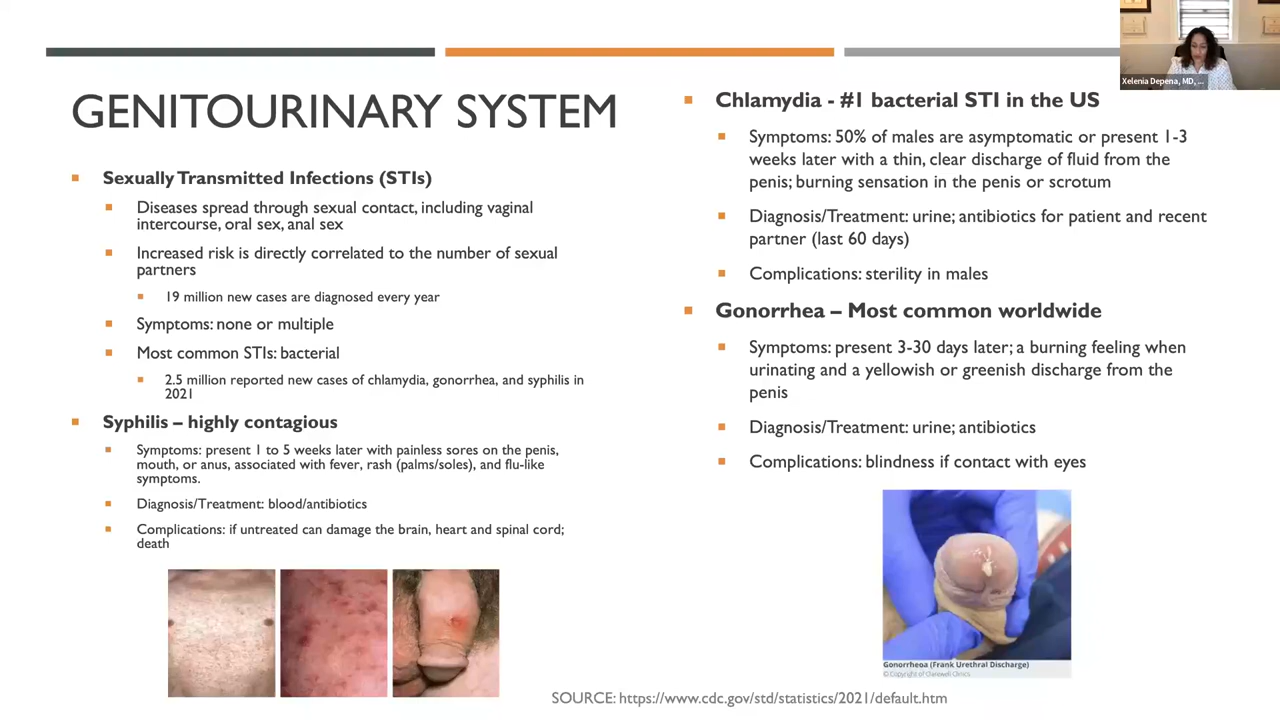 GENITOURINARY SYSTEM
Sexually Transmitted Infections (STIs)
Diseases spread through sexual contact, including vaginal
intercourse, oral sex, anal sex
Increased risk is directly correlated to the number of sexual
partners
19 million new cases are diagnosed every year
Symptoms: none or multiple
Most common STIs: bacterial
2.5 million reported new cases of chlamydia, gonorrhea, and syphilis in
2021
Syphilis – highly contagious
Symptoms: present 1 to 5 weeks later with painless sores on the penis,
mouth, or anus, associated with fever, rash (palms/soles), and flu-like
symptoms.
Diagnosis/Treatment: blood/antibiotics
Complications: if untreated can damage the brain, heart and spinal cord;
death
Chlamydia - #1 bacterial STI in the US
Symptoms: 50% of males are asymptomatic or present 1-3
weeks later with a thin, clear discharge of fluid from the
penis; burning sensation in the penis or scrotum
Diagnosis/Treatment: urine; antibiotics for patient and recent
partner (last 60 days)
Complications: sterility in males
Gonorrhea – Most common worldwide
Symptoms: present 3-30 days later; a burning feeling when
urinating and a yellowish or greenish discharge from the
penis
Diagnosis/Treatment: urine; antibiotics
Complications: blindness if contact with eyes
Gonorrheoa (Frank Urethral Discharge)
© Copyright of Clarewell Clinics
SOURCE: https://www.cdc.gov/std/statistics/2021/default.htm
Xelenia Depena, MD, ...